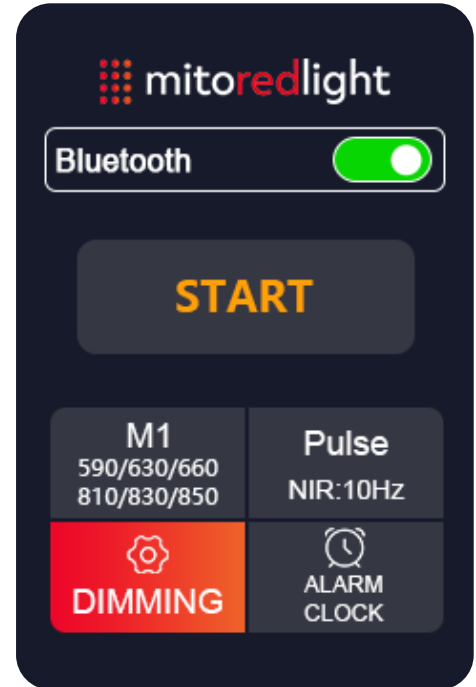 mitoredlight
Bluetooth
START
M1
590/630/660
810/830/850
Pulse
NIR:10Hz
DIMMING
ALARM
CLOCK